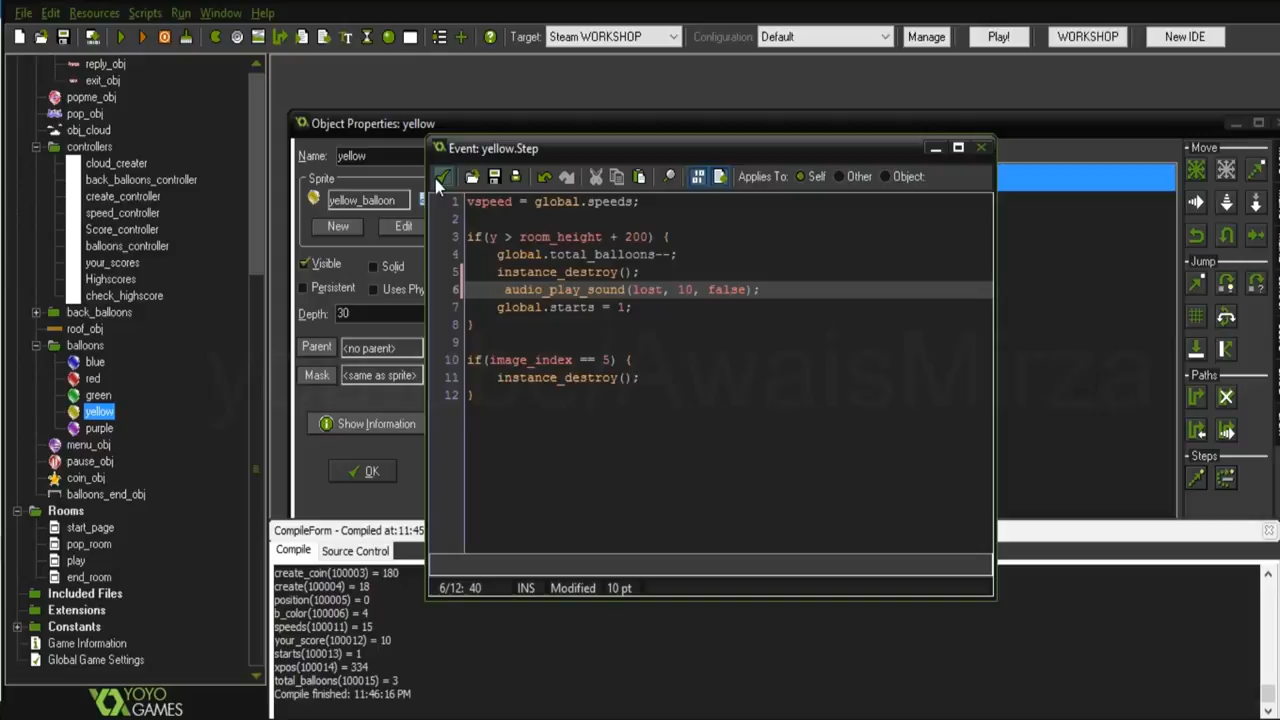 File Edit Resources Scripts Run Window Help
Target: Steam WORKSHOP Configuration: Default Manage Play! WORKSHOP New IDE
reply_obj
exit_obj
popme_obj
pop_obj
obj_cloud
controllers
cloud_creater
back_balloons_controller
create_controller
speed_controller
Score_controller
balloons_controller
your_scores
Highscores
check_highscore
back_balloons
roof_obj
balloons
blue
red
green
yellow
purple
menu_obj
pause_obj
coin_obj
balloons_end_obj
Rooms
start_page
pop_room
play
end_room
Included Files
Extensions
Constants
Game Information
Global Game Settings
YOYO
GAMES
Object Properties: yellow
Name: yellow
Sprite
yellow_balloon
New Edit
Visible Solid
Persistent Uses Phy
Depth: 30
Parent <no parent>
Mask <same as sprite>
Show Information
OK
Event: yellow.Step
Applies To: Self Other Object:
1 vspeed = global.speeds;
2
3 if(y > room_height + 200) {
4 global.total_balloons--;
5 instance_destroy();
6 audio_play_sound(lost, 10, false);
7 global.starts = 1;
8 }
9
10 if(image_index == 5) {
11 instance_destroy();
12 }
6/12: 40 INS Modified 10 pt
Move
Jump
Paths
Steps
CompileForm - Compiled at: 11:45
Compile Source Control
create_coin(100003) = 180
create(100004) = 18
position(100005) = 0
b_color(100006) = 4
speeds(100011) = 15
your_score(100012) = 10
starts(100013) = 1
xpos(100014) = 334
total_balloons(100015) = 3
Compile finished: 11:46:16 PM